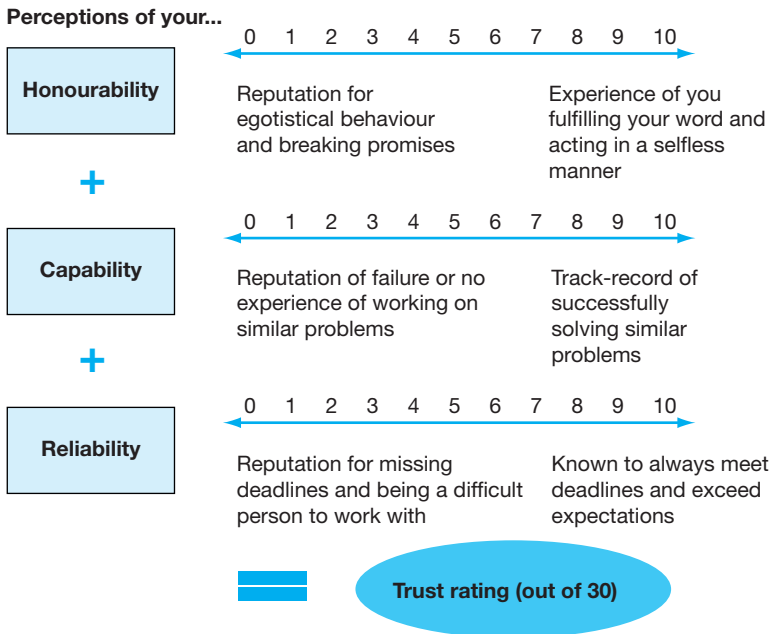 Perceptions of your...
0 1 2 3 4 5 6 7 8 9 10
Honourability
Reputation for
egotistical behaviour
and breaking promises
Experience of you
fulfilling your word and
acting in a selfless
manner
+
0 1 2 3 4 5 6 7 8 9 10
Capability
Reputation of failure or no
experience of working on
similar problems
Track-record of
successfully
solving similar
problems
+
0 1 2 3 4 5 6 7 8 9 10
Reliability
Reputation for missing
deadlines and being a difficult
person to work with
Known to always meet
deadlines and exceed
expectations
=
Trust rating (out of 30)